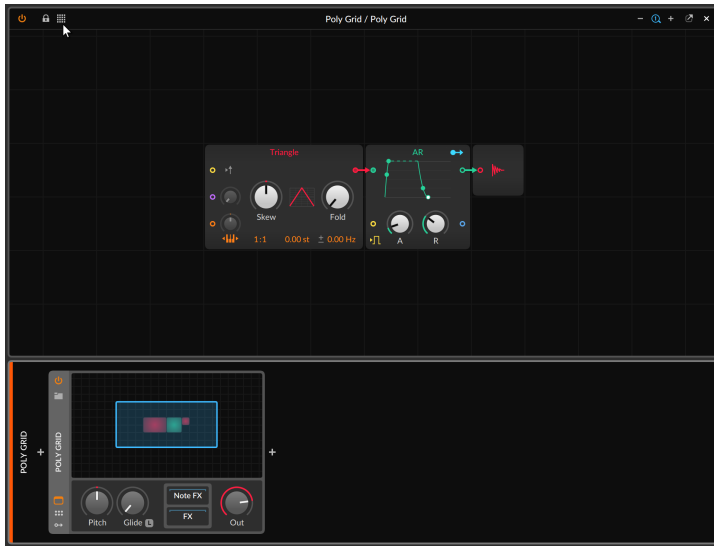 Poly Grid / Poly Grid
Triangle
AR
Skew
Fold
1:1 0.00 st ± 0.00 Hz
A
R
POLY GRID
POLY GRID
Note FX
FX
Pitch
Glide L
Out